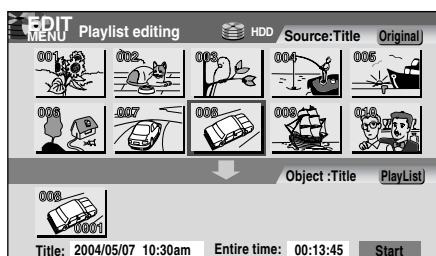 EDIT
MENU Playlist editing HDD Source:Title Original
001 002 003 004 005
006 007 008 009 010
Object :Title PlayList
008
0001
Title: 2004/05/07 10:30am Entire time: 00:13:45 Start